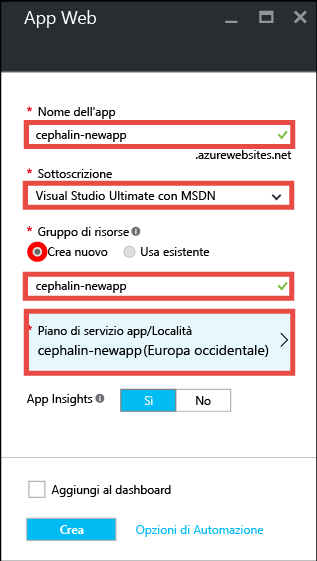 App Web
* Nome dell'app
cephalin-newapp
.azurewebsites.net
* Sottoscrizione
Visual Studio Ultimate con MSDN
* Gruppo di risorse
Crea nuovo Usa esistente
cephalin-newapp
* Piano di servizio app/Località
cephalin-newapp(Europa occidentale)
App Insights Sì No
Aggiungi al dashboard
Crea Opzioni di Automazione